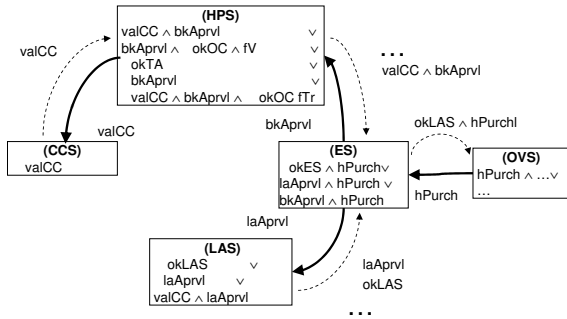 (HPS)
valCC ∧ bkAprvl ∨
bkAprvl ∧ okOC ∧ fV ∨
okTA ∨
bkAprvl ∨
valCC ∧ bkAprvl ∧ okOC fTr
valCC
...
valCC ∧ bkAprvl
valCC
bkAprvl
okLAS ∧ hPurchl
(CCS)
valCC
(ES)
okES ∧ hPurch∨
laAprvl ∧ hPurch ∨
bkAprvl ∧ hPurch
(OVS)
hPurch ∧ ...∨
...
hPurch
laAprvl
(LAS)
okLAS ∨
laAprvl ∨
valCC ∧ laAprvl
laAprvl
okLAS
...